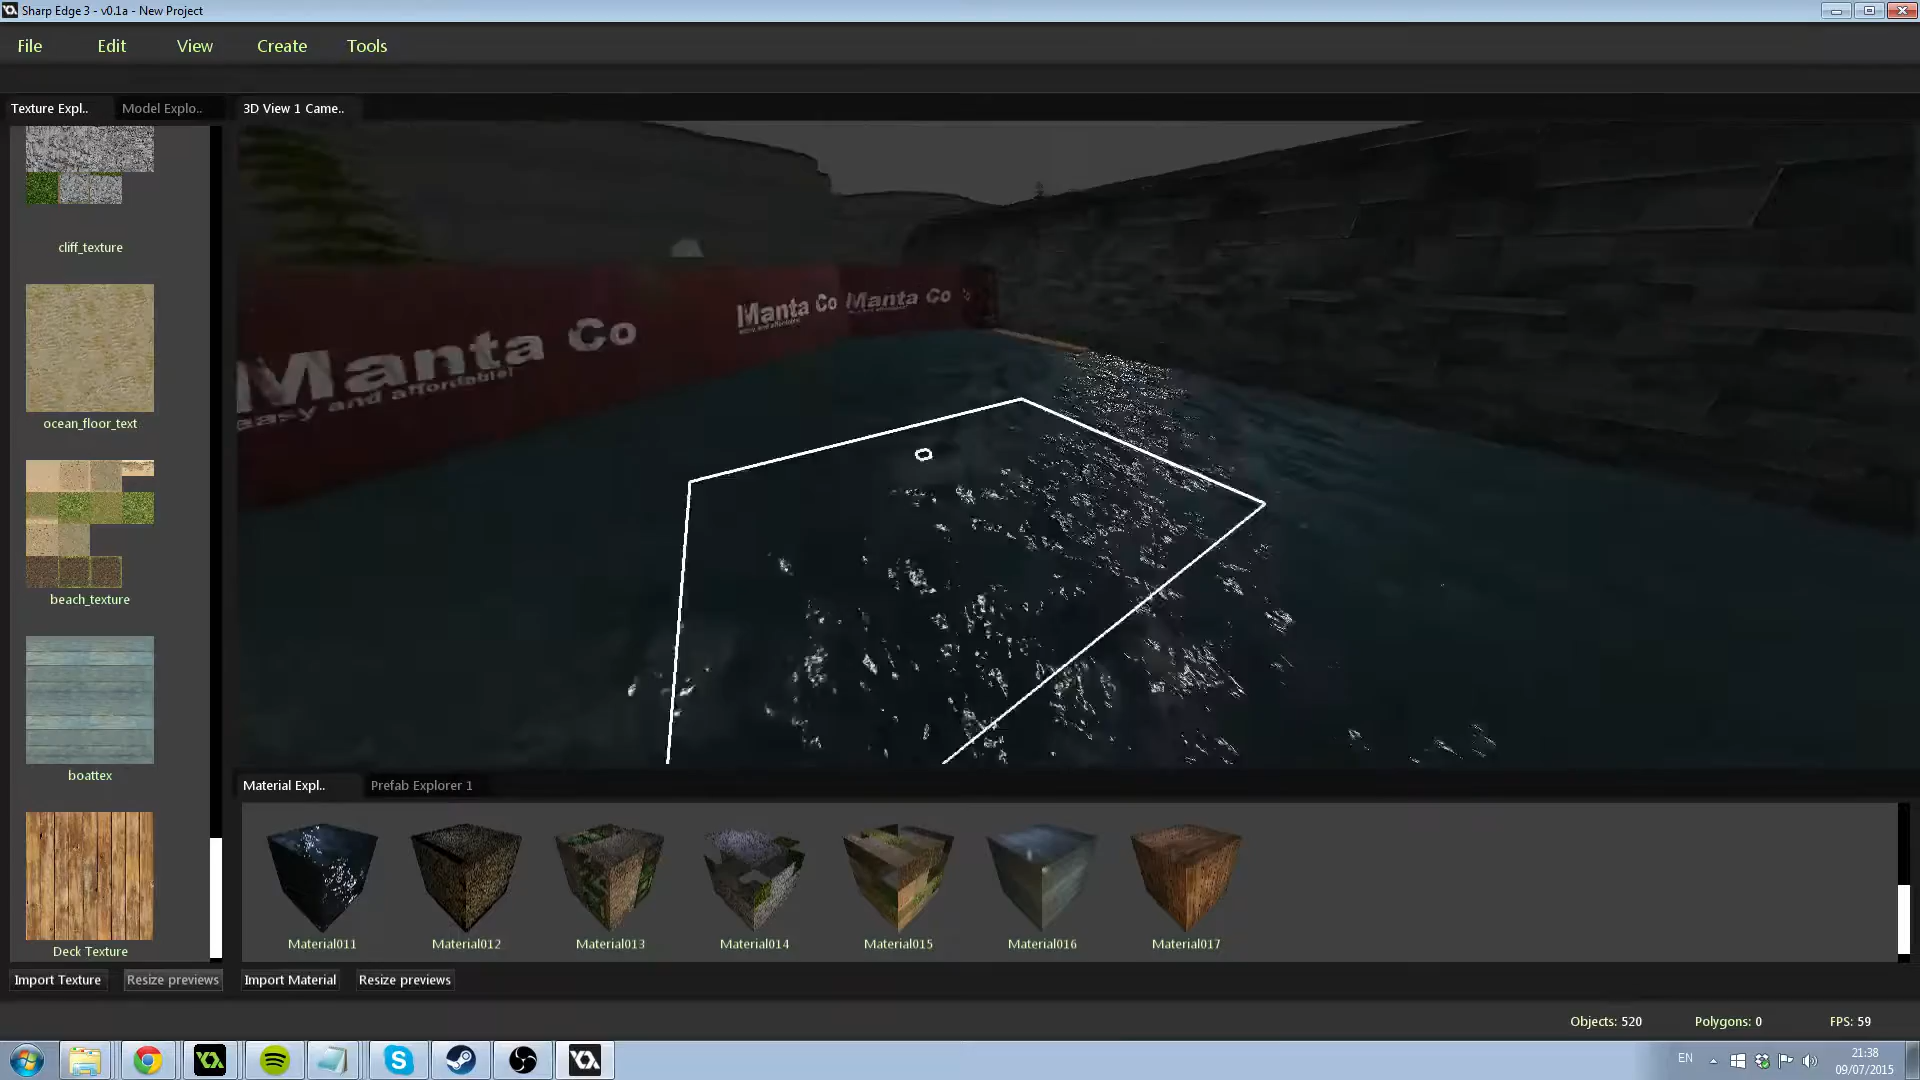 Sharp Edge 3 - v0.1a - New Project
File Edit View Create Tools
Texture Expl.. Model Explo.. 3D View 1 Came..
cliff_texture
ocean_floor_text
beach_texture
boattex
Deck Texture
Manta Co
easy and affordable!
Manta Co
Manta Co
Material Expl.. Prefab Explorer 1
Material011 Material012 Material013 Material014 Material015 Material016 Material017
Import Texture Resize previews Import Material Resize previews
Objects: 520 Polygons: 0 FPS: 59
EN
21:38
09/07/2015